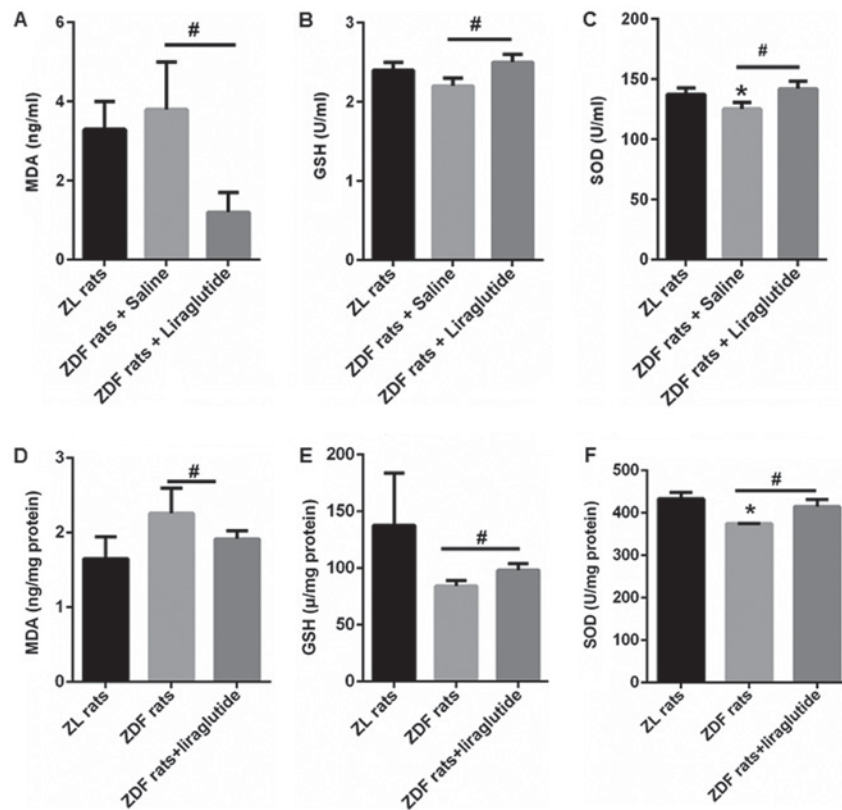 A
MDA (ng/ml)
6
4
2
0
#
ZL rats
ZDF rats + Saline
ZDF rats + Liraglutide
B
GSH (U/ml)
3
2
1
0
#
ZL rats
ZDF rats + Saline
ZDF rats + Liraglutide
C
SOD (U/ml)
200
150
100
50
0
*
#
ZL rats
ZDF rats + Saline
ZDF rats + Liraglutide
D
MDA (ng/mg protein)
3
2
1
0
#
ZL rats
ZDF rats
ZDF rats+liraglutide
E
GSH (μ/mg protein)
200
150
100
50
0
#
ZL rats
ZDF rats
ZDF rats+liraglutide
F
SOD (U/mg protein)
500
400
300
200
100
0
*
#
ZL rats
ZDF rats
ZDF rats+liraglutide